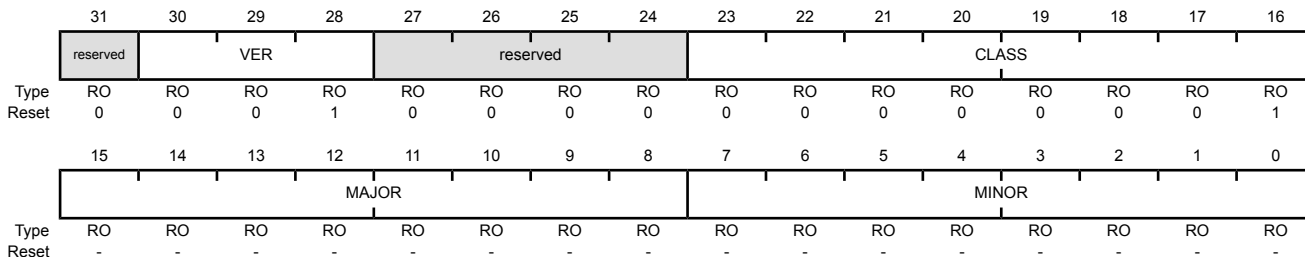 31 30 29 28 27 26 25 24 23 22 21 20 19 18 17 16
reserved VER reserved CLASS
Type RO RO RO RO RO RO RO RO RO RO RO RO RO RO RO RO
Reset 0 0 0 1 0 0 0 0 0 0 0 0 0 0 0 1
15 14 13 12 11 10 9 8 7 6 5 4 3 2 1 0
MAJOR MINOR
Type RO RO RO RO RO RO RO RO RO RO RO RO RO RO RO RO
Reset - - - - - - - - - - - - - - - -